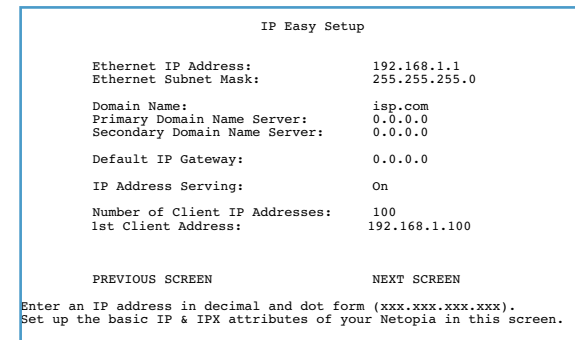 IP Easy Setup
Ethernet IP Address: 192.168.1.1
Ethernet Subnet Mask: 255.255.255.0
Domain Name: isp.com
Primary Domain Name Server: 0.0.0.0
Secondary Domain Name Server: 0.0.0.0
Default IP Gateway: 0.0.0.0
IP Address Serving: On
Number of Client IP Addresses: 100
1st Client Address: 192.168.1.100
PREVIOUS SCREEN NEXT SCREEN
Enter an IP address in decimal and dot form (xxx.xxx.xxx.xxx).
Set up the basic IP & IPX attributes of your Netopia in this screen.